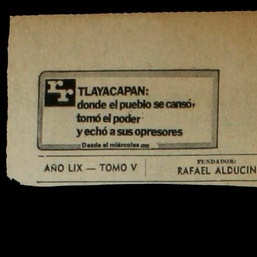 rr
TLAYACAPAN:
donde el pueblo se cansó,
tomó el poder
y echó a sus opresores
Desde el miércoles
AÑO LIX — TOMO V
FUNDADOR:
RAFAEL ALDUCIN